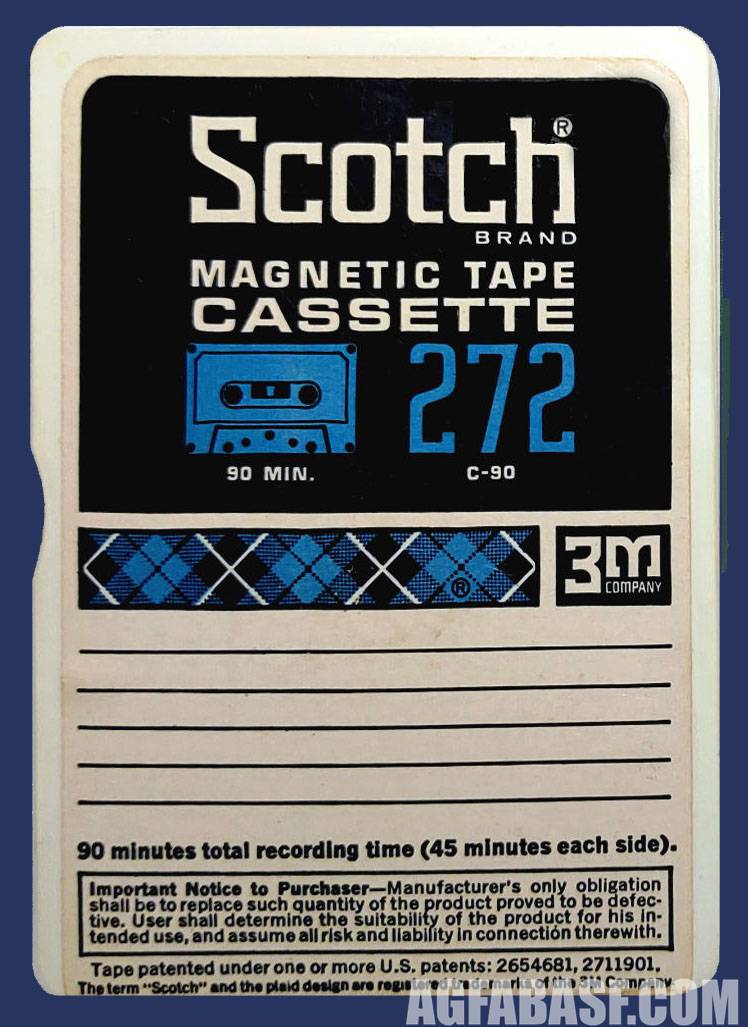 Scotch®
BRAND
MAGNETIC TAPE
CASSETTE
272
90 MIN.
C-90
®
3M
COMPANY
90 minutes total recording time (45 minutes each side).
Important Notice to Purchaser—Manufacturer's only obligation
shall be to replace such quantity of the product proved to be defec-
tive. User shall determine the suitability of the product for his in-
tended use, and assume all risk and liability in connection therewith.
Tape patented under one or more U.S. patents: 2654681, 2711901.
The term "Scotch" and the plaid design are registered trademarks of the 3M Company
AGFABASF.COM